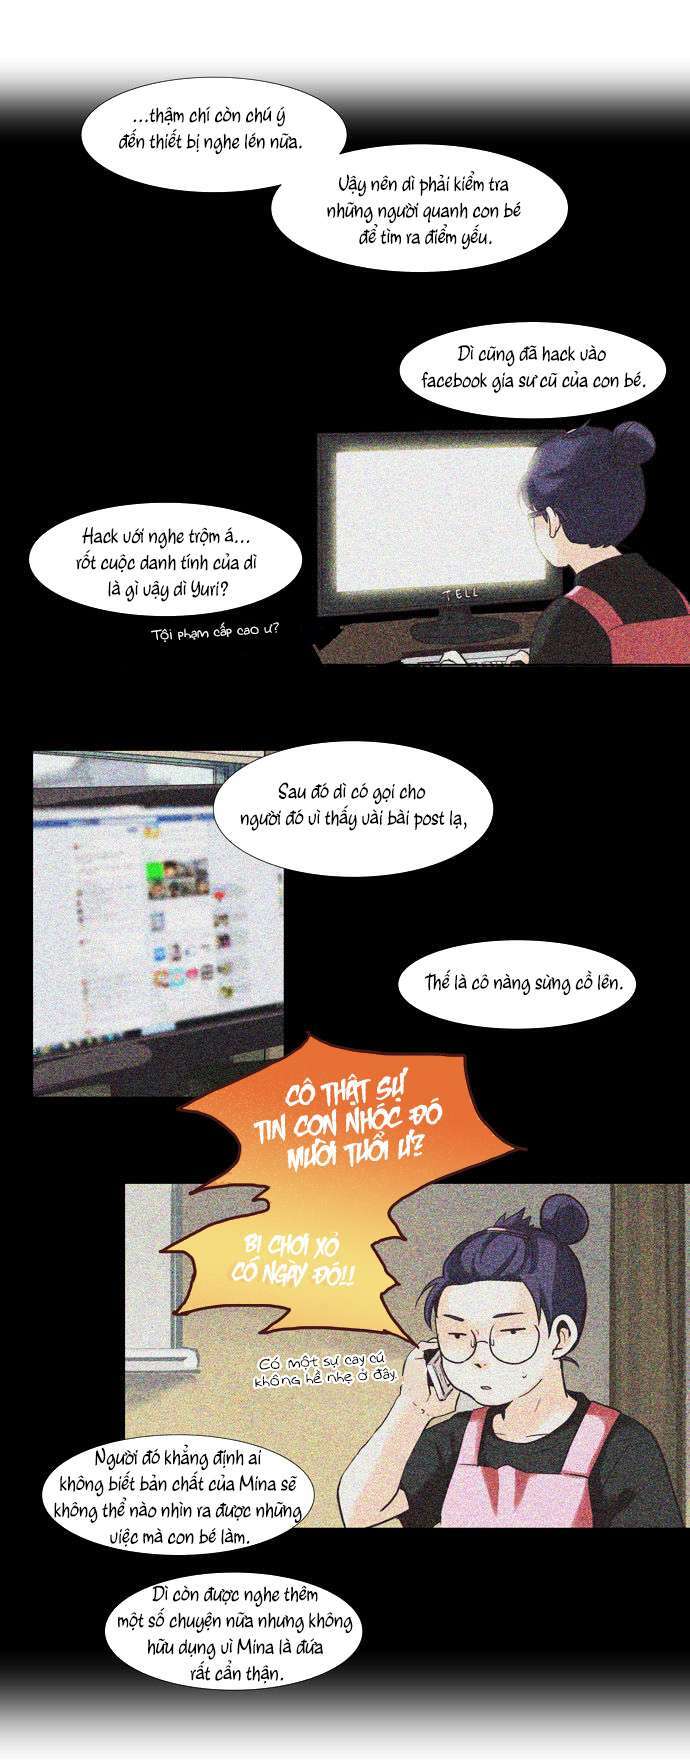 ...thậm chí còn chú ý
đến thiết bị nghe lén nữa.
Vậy nên dì phải kiểm tra
những người quanh con bé
để tìm ra điểm yếu.
Dì cũng đã hack vào
facebook gia sư cũ của con bé.
Hack với nghe trộm á...
rốt cuộc danh tính của dì
là gì vậy dì Yuri?
Tội phạm cấp cao ư?
TELL
Sau đó dì có gọi cho
người đó vì thấy vài bài post lạ,
Thế là cô nàng sừng cồ lên.
CÔ THẬT SỰ
TIN CON NHÓC ĐÓ
MƯỜI TUỔI Ư?
BỊ CHƠI XỎ
CÓ NGÀY ĐÓ!!
Có một sự cay cú
không hề nhẹ ở đây.
Người đó khẳng định ai
không biết bản chất của Mina sẽ
không thể nào nhìn ra được những
việc mà con bé làm.
Dì còn được nghe thêm
một số chuyện nữa nhưng không
hữu dụng vì Mina là đứa
rất cẩn thận.